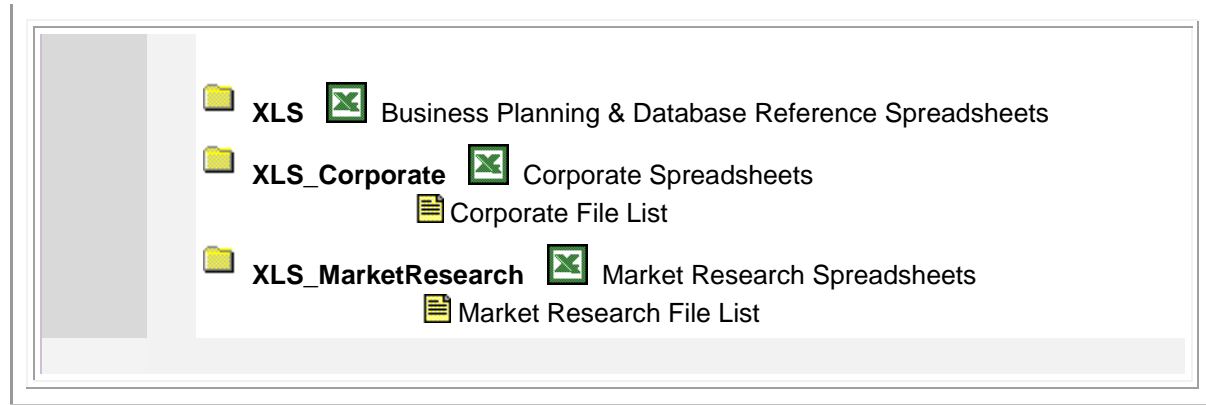 XLS Business Planning & Database Reference Spreadsheets
XLS_Corporate Corporate Spreadsheets
Corporate File List
XLS_MarketResearch Market Research Spreadsheets
Market Research File List